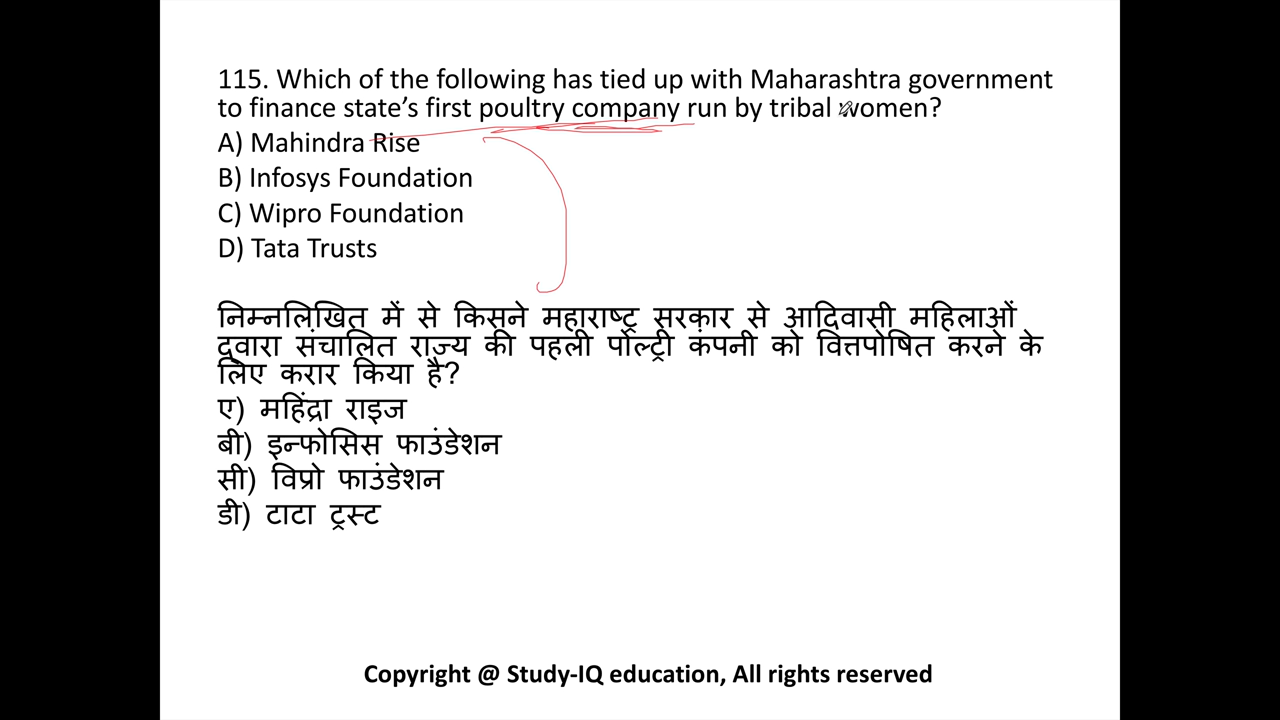 115. Which of the following has tied up with Maharashtra government
to finance state’s first poultry company run by tribal women?
A) Mahindra Rise
B) Infosys Foundation
C) Wipro Foundation
D) Tata Trusts
निम्नलिखित में से किसने महाराष्ट्र सरकार से आदिवासी महिलाओं
द्वारा संचालित राज्य की पहली पोल्ट्री कंपनी को वित्तपोषित करने के
लिए करार किया है?
ए) महिंद्रा राइज
बी) इन्फोसिस फाउंडेशन
सी) विप्रो फाउंडेशन
डी) टाटा ट्रस्ट
Copyright @ Study-IQ education, All rights reserved